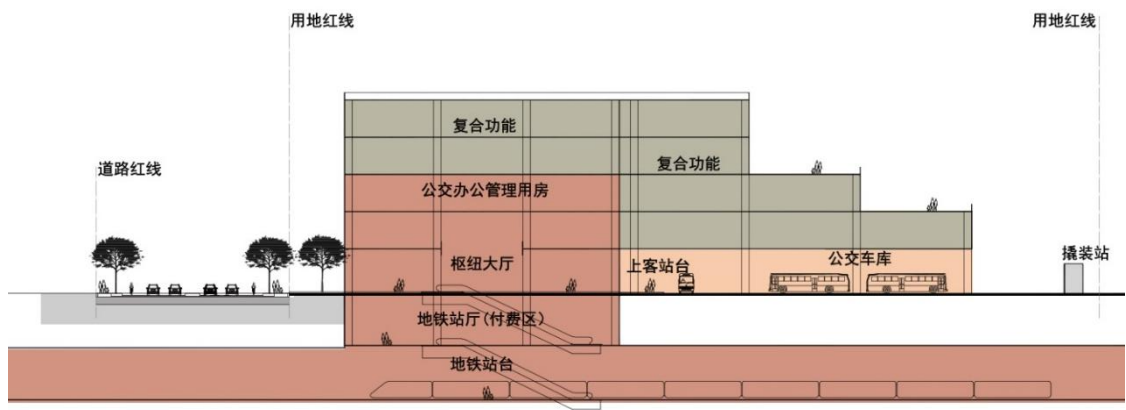 用地红线
用地红线
复合功能
复合功能
道路红线
公交办公管理用房
枢纽大厅
上客站台
公交车库
撬装站
地铁站厅(付费区)
地铁站台